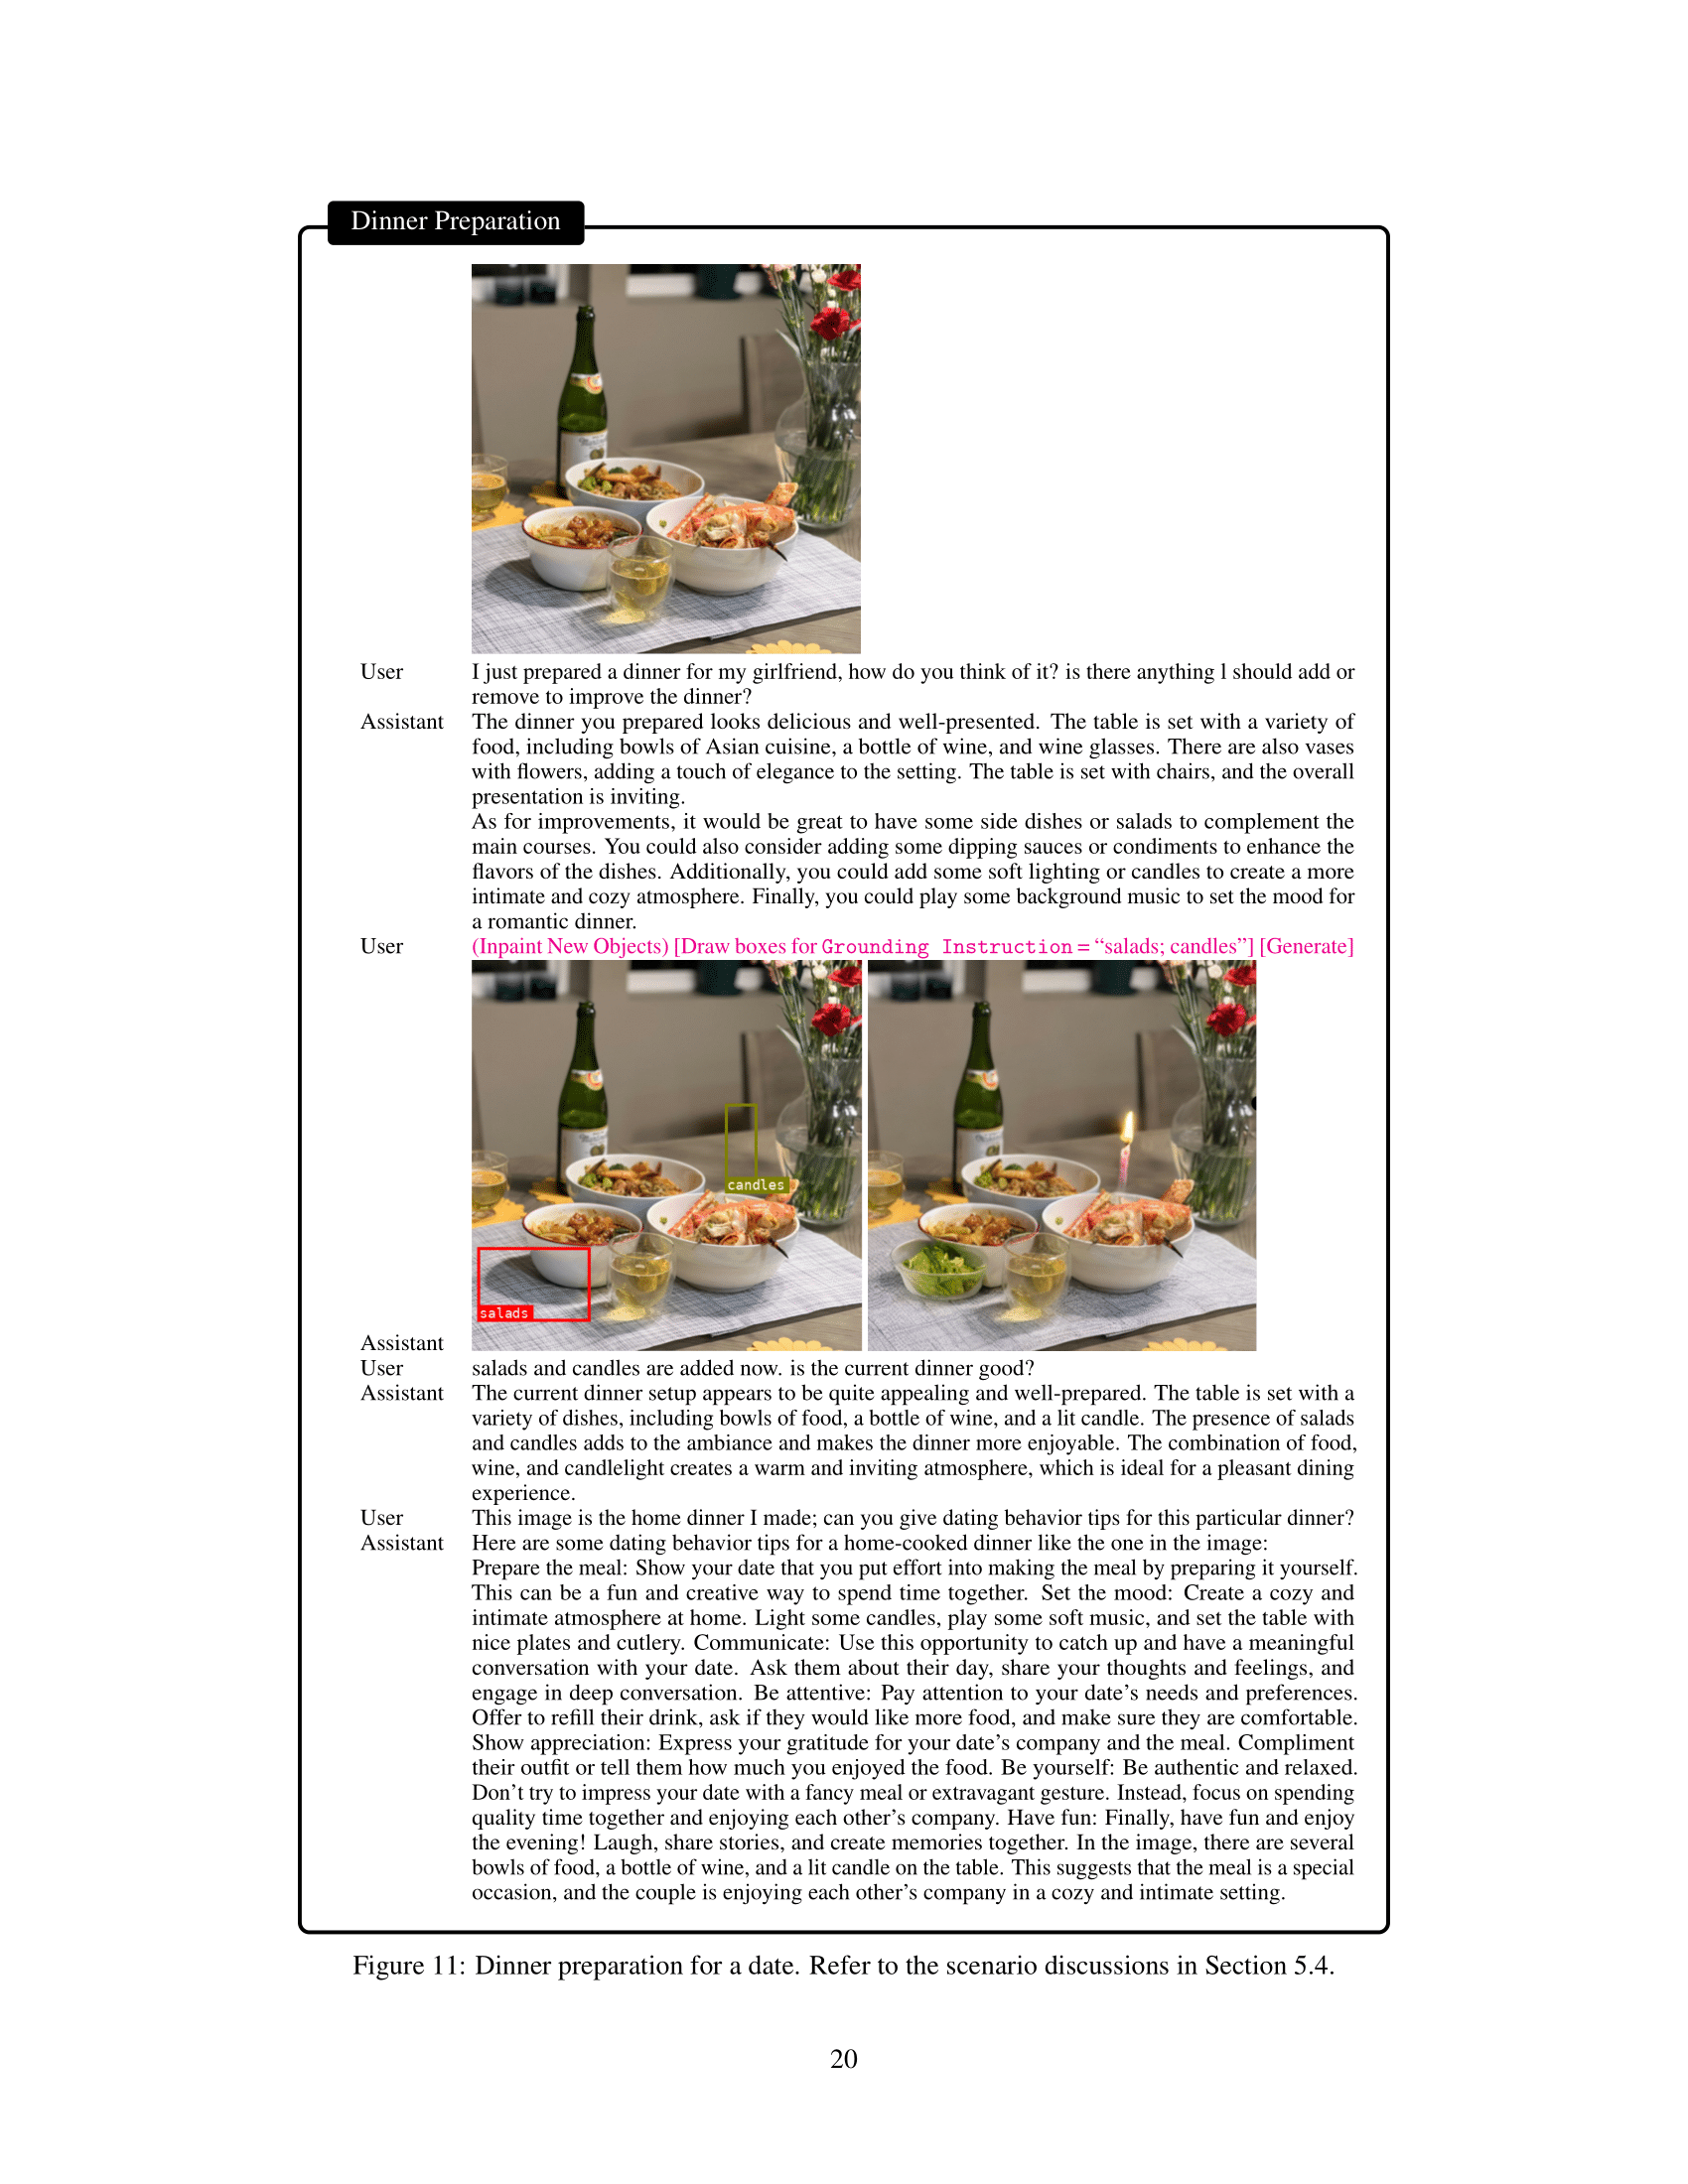 Dinner Preparation
User I just prepared a dinner for my girlfriend, how do you think of it? is there anything l should add or
remove to improve the dinner?
Assistant The dinner you prepared looks delicious and well-presented. The table is set with a variety of
food, including bowls of Asian cuisine, a bottle of wine, and wine glasses. There are also vases
with flowers, adding a touch of elegance to the setting. The table is set with chairs, and the overall
presentation is inviting.
As for improvements, it would be great to have some side dishes or salads to complement the
main courses. You could also consider adding some dipping sauces or condiments to enhance the
flavors of the dishes. Additionally, you could add some soft lighting or candles to create a more
intimate and cozy atmosphere. Finally, you could play some background music to set the mood for
a romantic dinner.
User (Inpaint New Objects) [Draw boxes for Grounding Instruction = “salads; candles”] [Generate]
candles
salads
Assistant
User salads and candles are added now. is the current dinner good?
Assistant The current dinner setup appears to be quite appealing and well-prepared. The table is set with a
variety of dishes, including bowls of food, a bottle of wine, and a lit candle. The presence of salads
and candles adds to the ambiance and makes the dinner more enjoyable. The combination of food,
wine, and candlelight creates a warm and inviting atmosphere, which is ideal for a pleasant dining
experience.
User This image is the home dinner I made; can you give dating behavior tips for this particular dinner?
Assistant Here are some dating behavior tips for a home-cooked dinner like the one in the image:
Prepare the meal: Show your date that you put effort into making the meal by preparing it yourself.
This can be a fun and creative way to spend time together. Set the mood: Create a cozy and
intimate atmosphere at home. Light some candles, play some soft music, and set the table with
nice plates and cutlery. Communicate: Use this opportunity to catch up and have a meaningful
conversation with your date. Ask them about their day, share your thoughts and feelings, and
engage in deep conversation. Be attentive: Pay attention to your date’s needs and preferences.
Offer to refill their drink, ask if they would like more food, and make sure they are comfortable.
Show appreciation: Express your gratitude for your date’s company and the meal. Compliment
their outfit or tell them how much you enjoyed the food. Be yourself: Be authentic and relaxed.
Don’t try to impress your date with a fancy meal or extravagant gesture. Instead, focus on spending
quality time together and enjoying each other’s company. Have fun: Finally, have fun and enjoy
the evening! Laugh, share stories, and create memories together. In the image, there are several
bowls of food, a bottle of wine, and a lit candle on the table. This suggests that the meal is a special
occasion, and the couple is enjoying each other’s company in a cozy and intimate setting.
Figure 11: Dinner preparation for a date. Refer to the scenario discussions in Section 5.4.
20